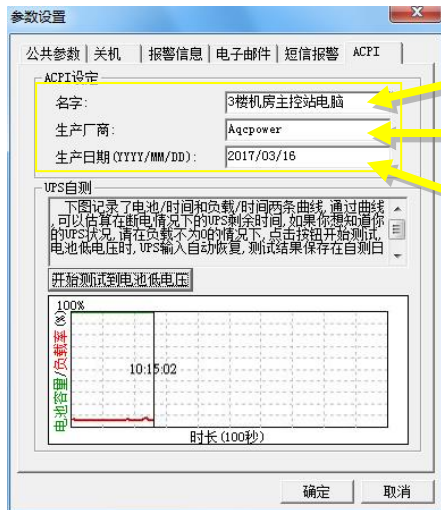 参数设置
公共参数 关机 报警信息 电子邮件 短信报警 ACPI
ACPI设定
名字: 3楼机房主控站电脑
生产厂商: Aqcpower
生产日期(YYYY/MM/DD): 2017/03/16
UPS自测
下图记录了电池/时间和负载/时间两条曲线,通过曲线
,可以估算在断电情况下的UPS剩余时间,如果你想知道你
的UPS状况,请在负载不为0的情况下,点击按钮开始测试,
电池低电压时,UPS输入自动恢复,测试结果保存在自测日
开始测试到电池低电压
100%
电池容量/负载率(%)
10:15:02
时长(100秒)
确定 取消